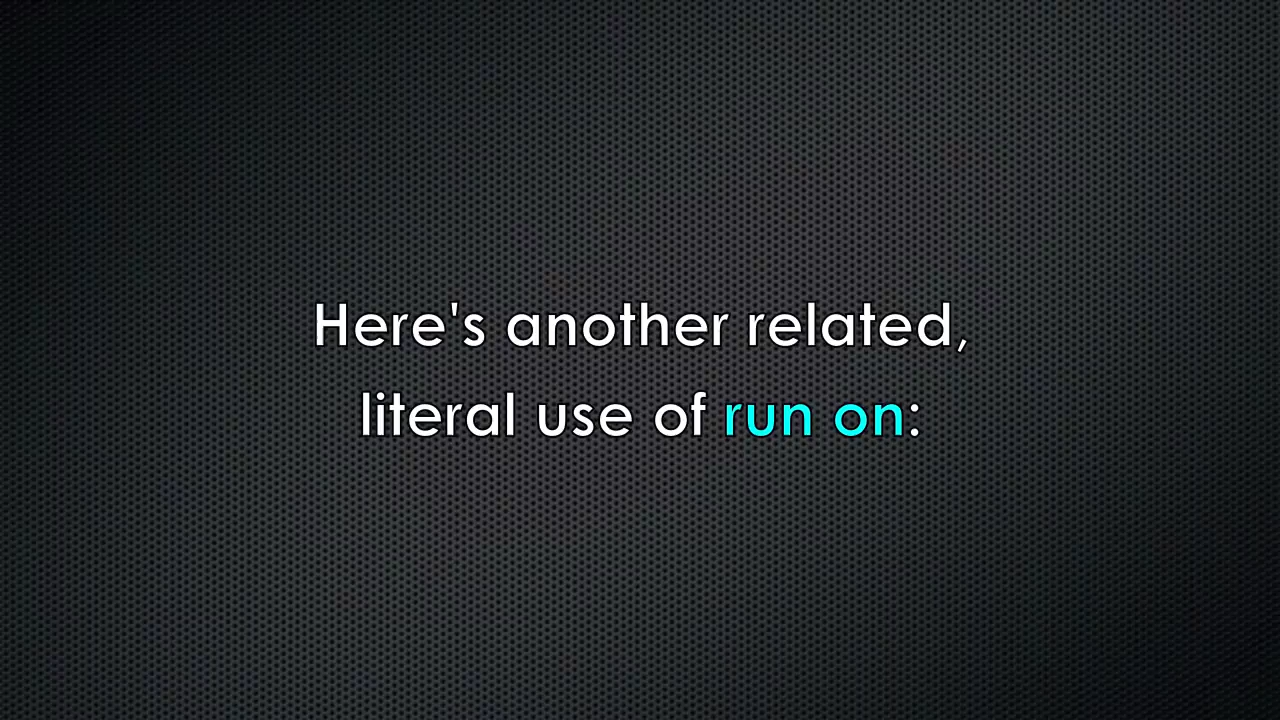 Here's another related,
literal use of run on: